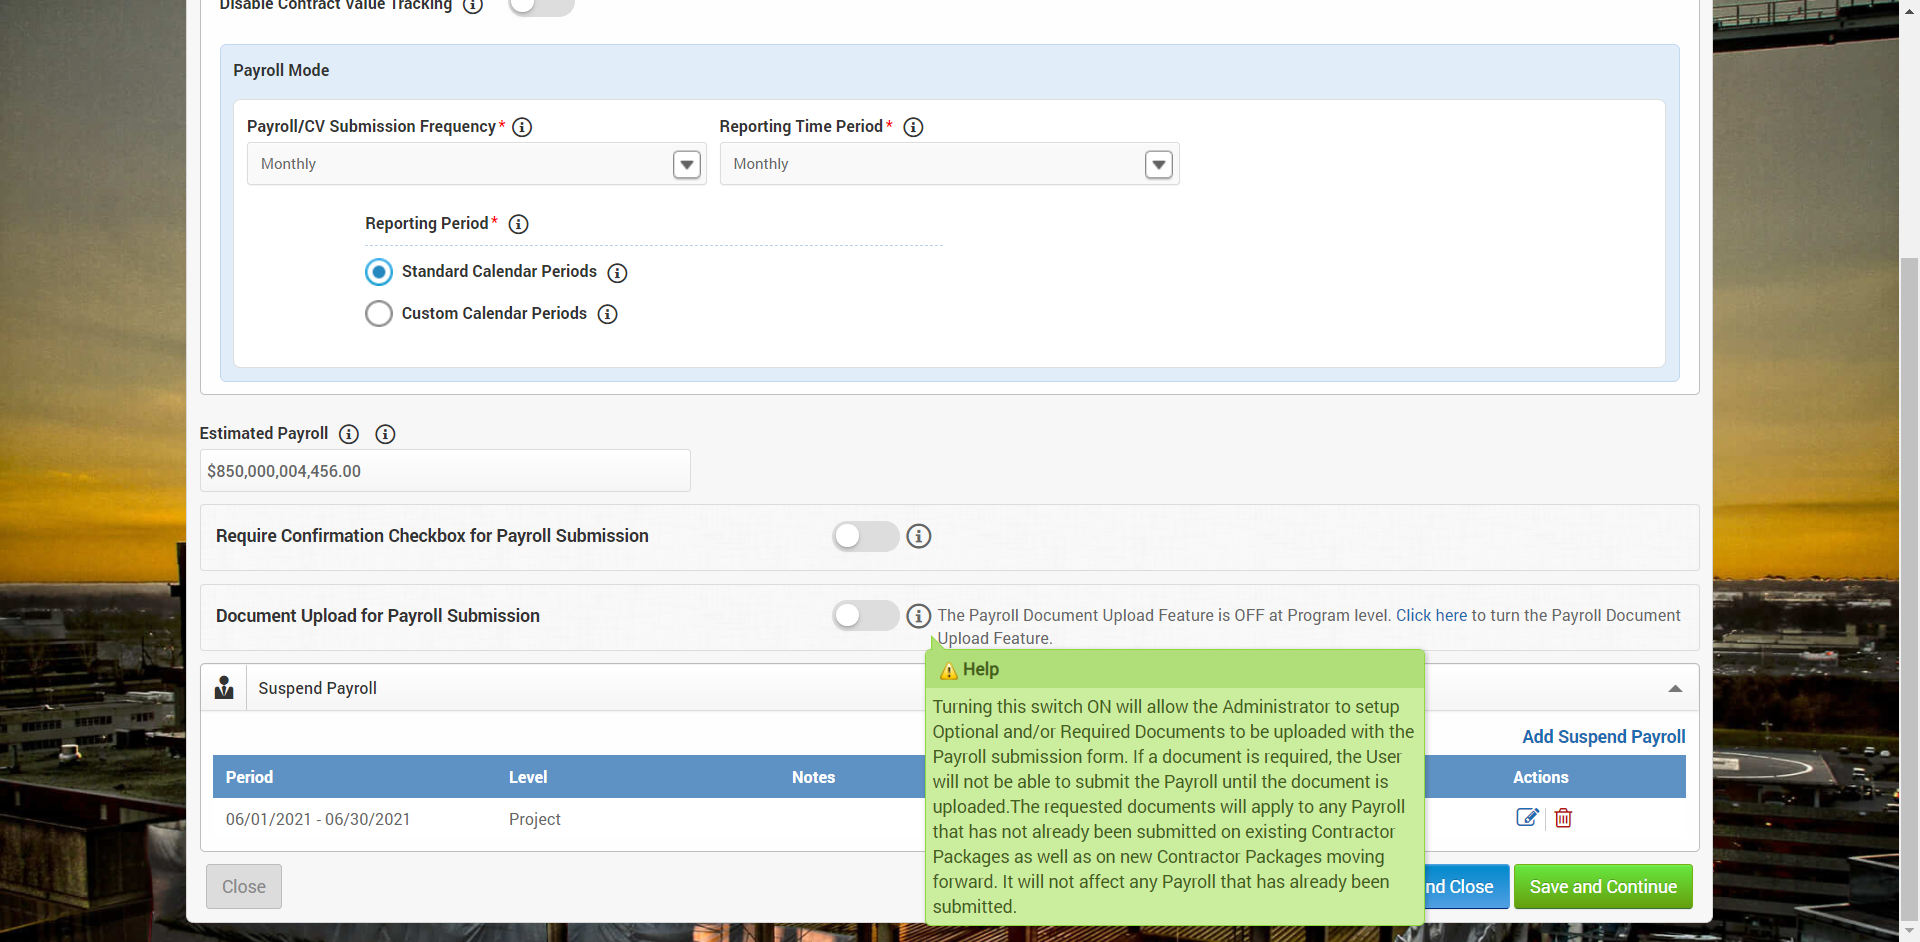 Disable Contract Value Tracking
Payroll Mode
Payroll/CV Submission Frequency*
Reporting Time Period*
Monthly
Monthly
Reporting Period*
Standard Calendar Periods
Custom Calendar Periods
Estimated Payroll
$850,000,004,456.00
Require Confirmation Checkbox for Payroll Submission
Document Upload for Payroll Submission
The Payroll Document Upload Feature is OFF at Program level. Click here to turn the Payroll Document
Upload Feature.
Help
Turning this switch ON will allow the Administrator to setup
Optional and/or Required Documents to be uploaded with the
Payroll submission form. If a document is required, the User
will not be able to submit the Payroll until the document is
uploaded.The requested documents will apply to any Payroll
that has not already been submitted on existing Contractor
Packages as well as on new Contractor Packages moving
forward. It will not affect any Payroll that has already been
submitted.
Suspend Payroll
Add Suspend Payroll
Period Level Notes Actions
06/01/2021 - 06/30/2021 Project
Close
nd Close
Save and Continue